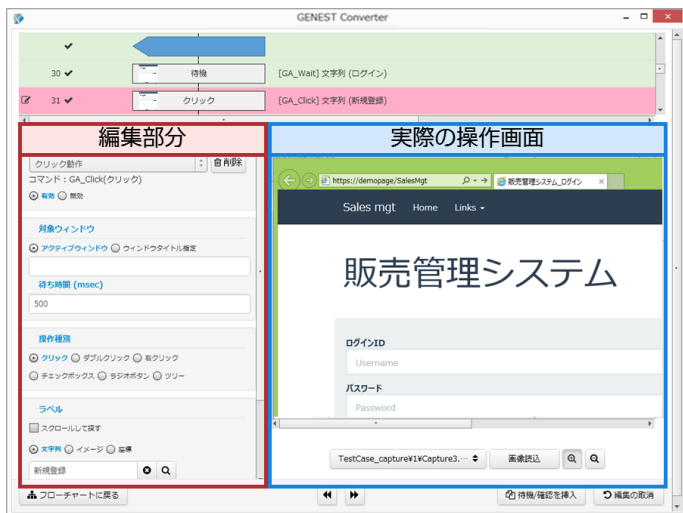 GENEST Converter
30 待機 [GA_Wait] 文字列 (ログイン)
31 クリック [GA_Click] 文字列 (新規登録)
編集部分
実際の操作画面
クリック動作 削除
コマンド : GA_Click(クリック)
有効 無効
対象ウィンドウ
アクティブウィンドウ ウィンドウタイトル指定
待ち時間 (msec)
500
操作種別
クリック ダブルクリック 右クリック
チェックボックス ラジオボタン ツリー
ラベル
スクロールして探す
文字列 イメージ 座標
新規登録
https://demopage/SalesMgt 販売管理システム_ログイン
Sales mgt Home Links
販売管理システム
ログインID
Username
パスワード
Password
TestCase_capture¥1¥Capture3.… 画像読込
フローチャートに戻る 待機/確認を挿入 編集の取消